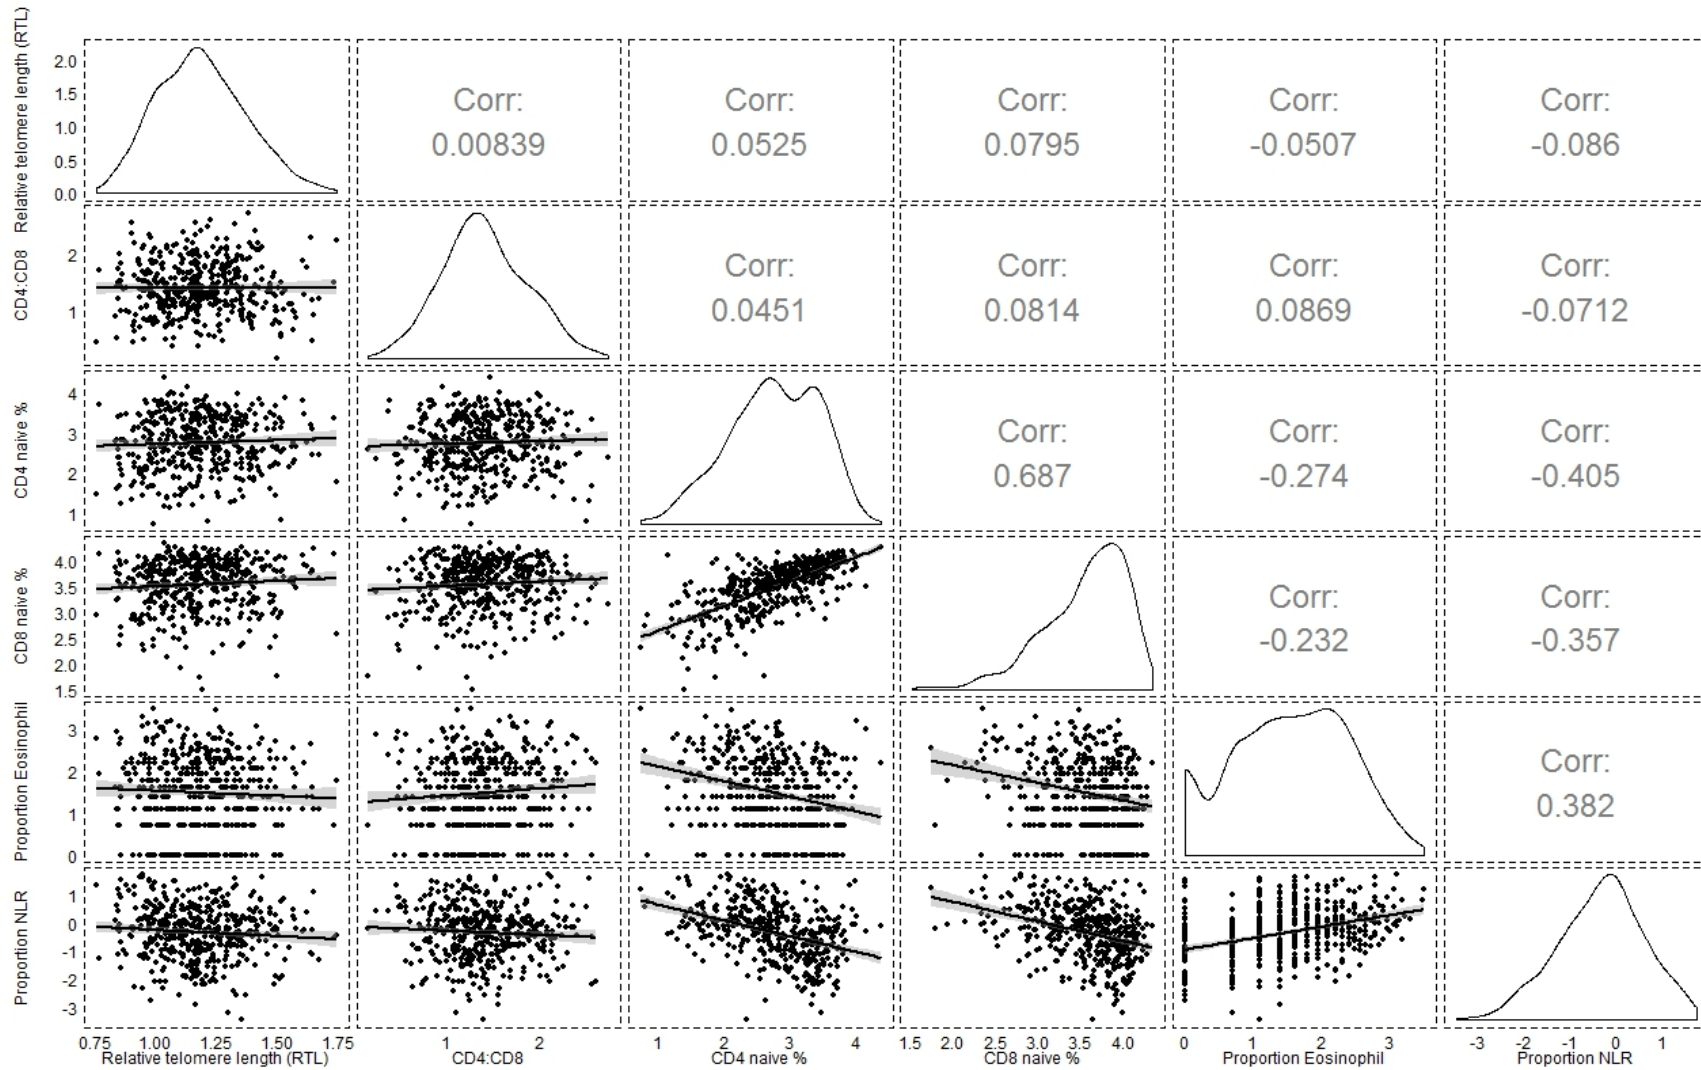 Relative telomere length (RTL)
2.0
1.5
1.0
0.5
0.0
Corr:
0.00839
Corr:
0.0525
Corr:
0.0795
Corr:
-0.0507
Corr:
-0.086
CD4:CD8
2
1
Corr:
0.0451
Corr:
0.0814
Corr:
0.0869
Corr:
-0.0712
CD4 naive %
4
3
2
1
Corr:
0.687
Corr:
-0.274
Corr:
-0.405
CD8 naive %
4.0
3.5
3.0
2.5
2.0
1.5
Corr:
-0.232
Corr:
-0.357
Proportion Eosinophil
3
2
1
0
Corr:
0.382
Proportion NLR
1
0
-1
-2
-3
0.75 1.00 1.25 1.50 1.75
Relative telomere length (RTL)
1 2
CD4:CD8
1 2 3 4
CD4 naive %
1.5 2.0 2.5 3.0 3.5 4.0
CD8 naive %
0 1 2 3
Proportion Eosinophil
-3 -2 -1 0 1
Proportion NLR